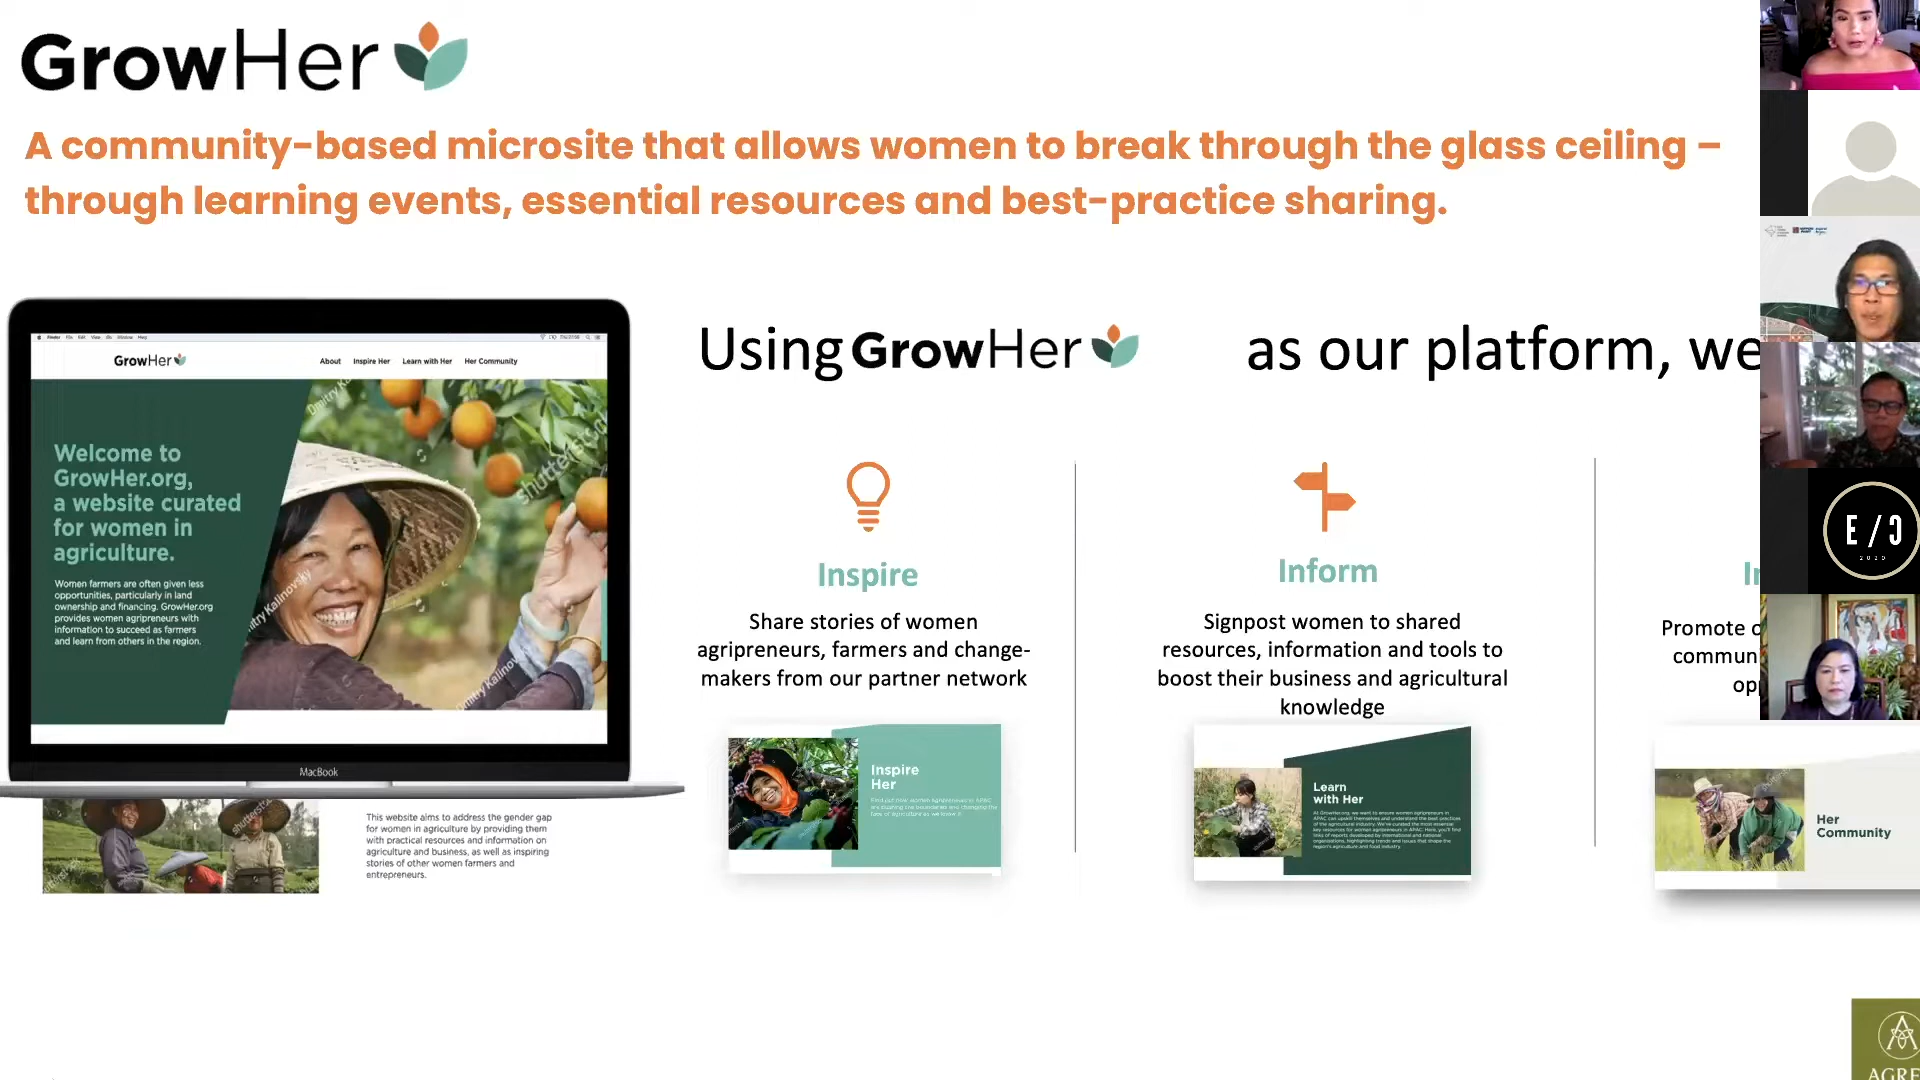 GrowHer
A community-based microsite that allows women to break through the glass ceiling –
through learning events, essential resources and best-practice sharing.
GrowHer
About Inspire Her Learn with Her Her Community
Welcome to
GrowHer.org,
a website curated
for women in
agriculture.
Women farmers are often given less
opportunities, particularly in land
ownership and financing. GrowHer.org
provides women agripreneurs with
information to succeed as farmers
and learn from others in the region.
Dmitry Kalinovsky
MacBook
This website aims to address the gender gap
for women in agriculture by providing them
with practical resources and information on
agriculture and business, as well as inspiring
stories of other women farmers and
entrepreneurs.
Using GrowHer as our platform, we
Inspire
Share stories of women
agripreneurs, farmers and change-
makers from our partner network
Inspire
Her
Inform
Signpost women to shared
resources, information and tools to
boost their business and agricultural
knowledge
Learn
with Her
Promote
Her
Community
E/C
2020
AGRE